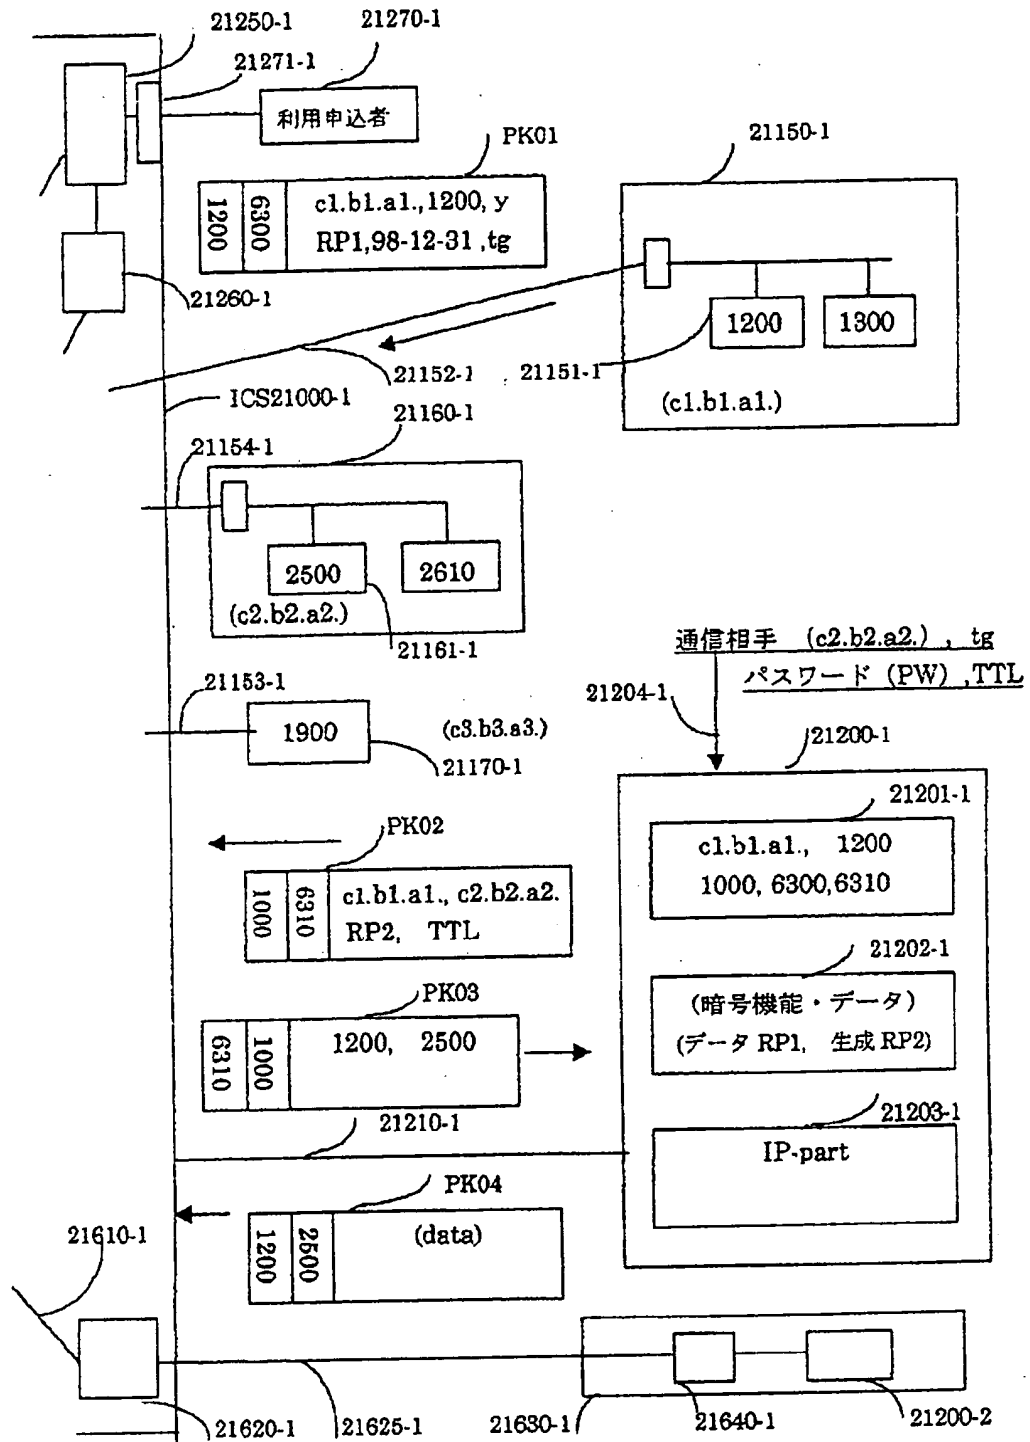 21250-1
21270-1
21271-1
利用申込者
PK01
21150-1
1200
6300
c1.b1.a1.,1200, y
RP1,98-12-31 ,tg
21260-1
1200
1300
21152-1
21151-1
(c1.b1.a1.)
ICS21000-1
21160-1
21154-1
2500
2610
(c2.b2.a2.)
21161-1
通信相手 (c2.b2.a2.) , tg
パスワード (PW) ,TTL
21153-1
21204-1
1900
(c3.b3.a3.)
21170-1
21200-1
21201-1
c1.b1.a1., 1200
1000, 6300,6310
PK02
1000
6310
c1.b1.a1., c2.b2.a2.
RP2, TTL
21202-1
(暗号機能・データ)
(データ RP1, 生成 RP2)
PK03
6310
1000
1200, 2500
21203-1
IP-part
21210-1
PK04
1200
2500
(data)
21610-1
21620-1
21625-1
21630-1
21640-1
21200-2